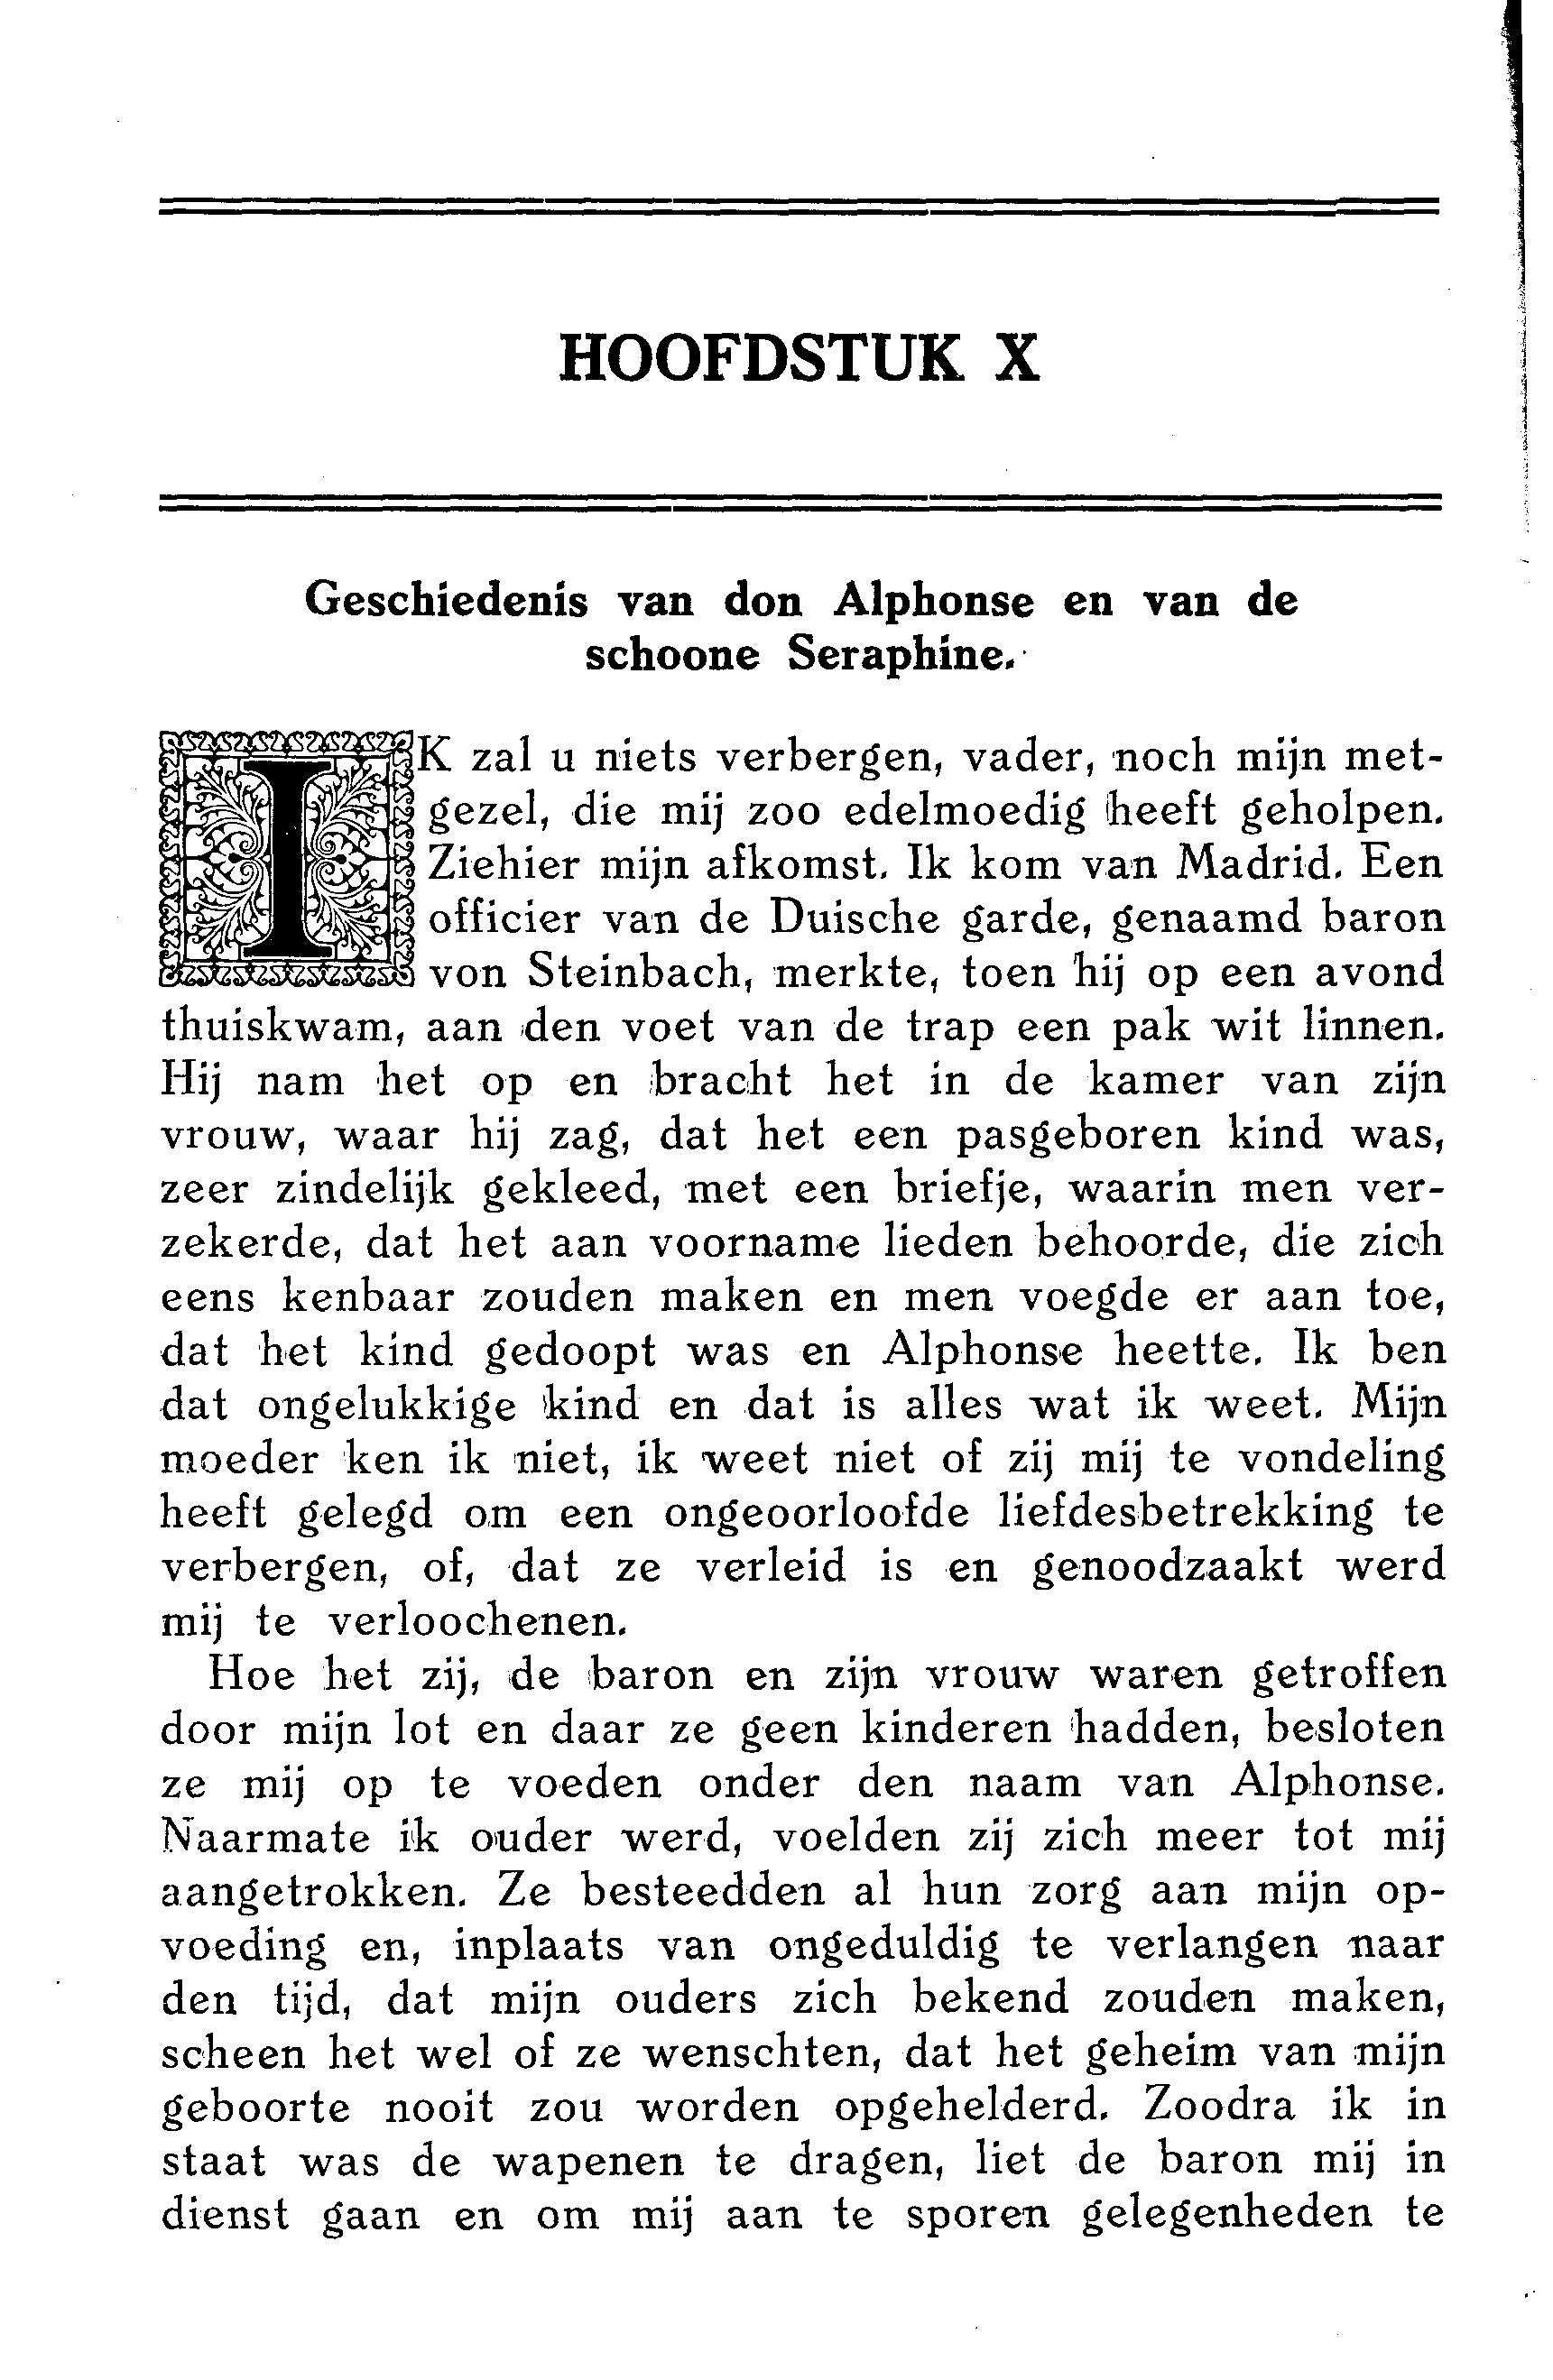 HOOFDSTUK X
Geschiedenis van don Alphonse en van de
schoone Seraphine.
IK zal u niets verbergen, vader, noch mijn met-
gezel, die mij zoo edelmoedig heeft geholpen.
Ziehier mijn afkomst. Ik kom van Madrid. Een
officier van de Duische garde, genaamd baron
von Steinbach, merkte, toen hij op een avond
thuiskwam, aan den voet van de trap een pak wit linnen.
Hij nam het op en bracht het in de kamer van zijn
vrouw, waar hij zag, dat het een pasgeboren kind was,
zeer zindelijk gekleed, met een briefje, waarin men ver-
zekerde, dat het aan voorname lieden behoorde, die zich
eens kenbaar zouden maken en men voegde er aan toe,
dat het kind gedoopt was en Alphonse heette. Ik ben
dat ongelukkige kind en dat is alles wat ik weet. Mijn
moeder ken ik niet, ik weet niet of zij mij te vondeling
heeft gelegd om een ongeoorloofde liefdesbetrekking te
verbergen, of, dat ze verleid is en genoodzaakt werd
mij te verloochenen.
Hoe het zij, de baron en zijn vrouw waren getroffen
door mijn lot en daar ze geen kinderen hadden, besloten
ze mij op te voeden onder den naam van Alphonse.
Naarmate ik ouder werd, voelden zij zich meer tot mij
aangetrokken. Ze besteedden al hun zorg aan mijn op-
voeding en, inplaats van ongeduldig te verlangen naar
den tijd, dat mijn ouders zich bekend zouden maken,
scheen het wel of ze wenschten, dat het geheim van mijn
geboorte nooit zou worden opgehelderd. Zoodra ik in
staat was de wapenen te dragen, liet de baron mij in
dienst gaan en om mij aan te sporen gelegenheden te